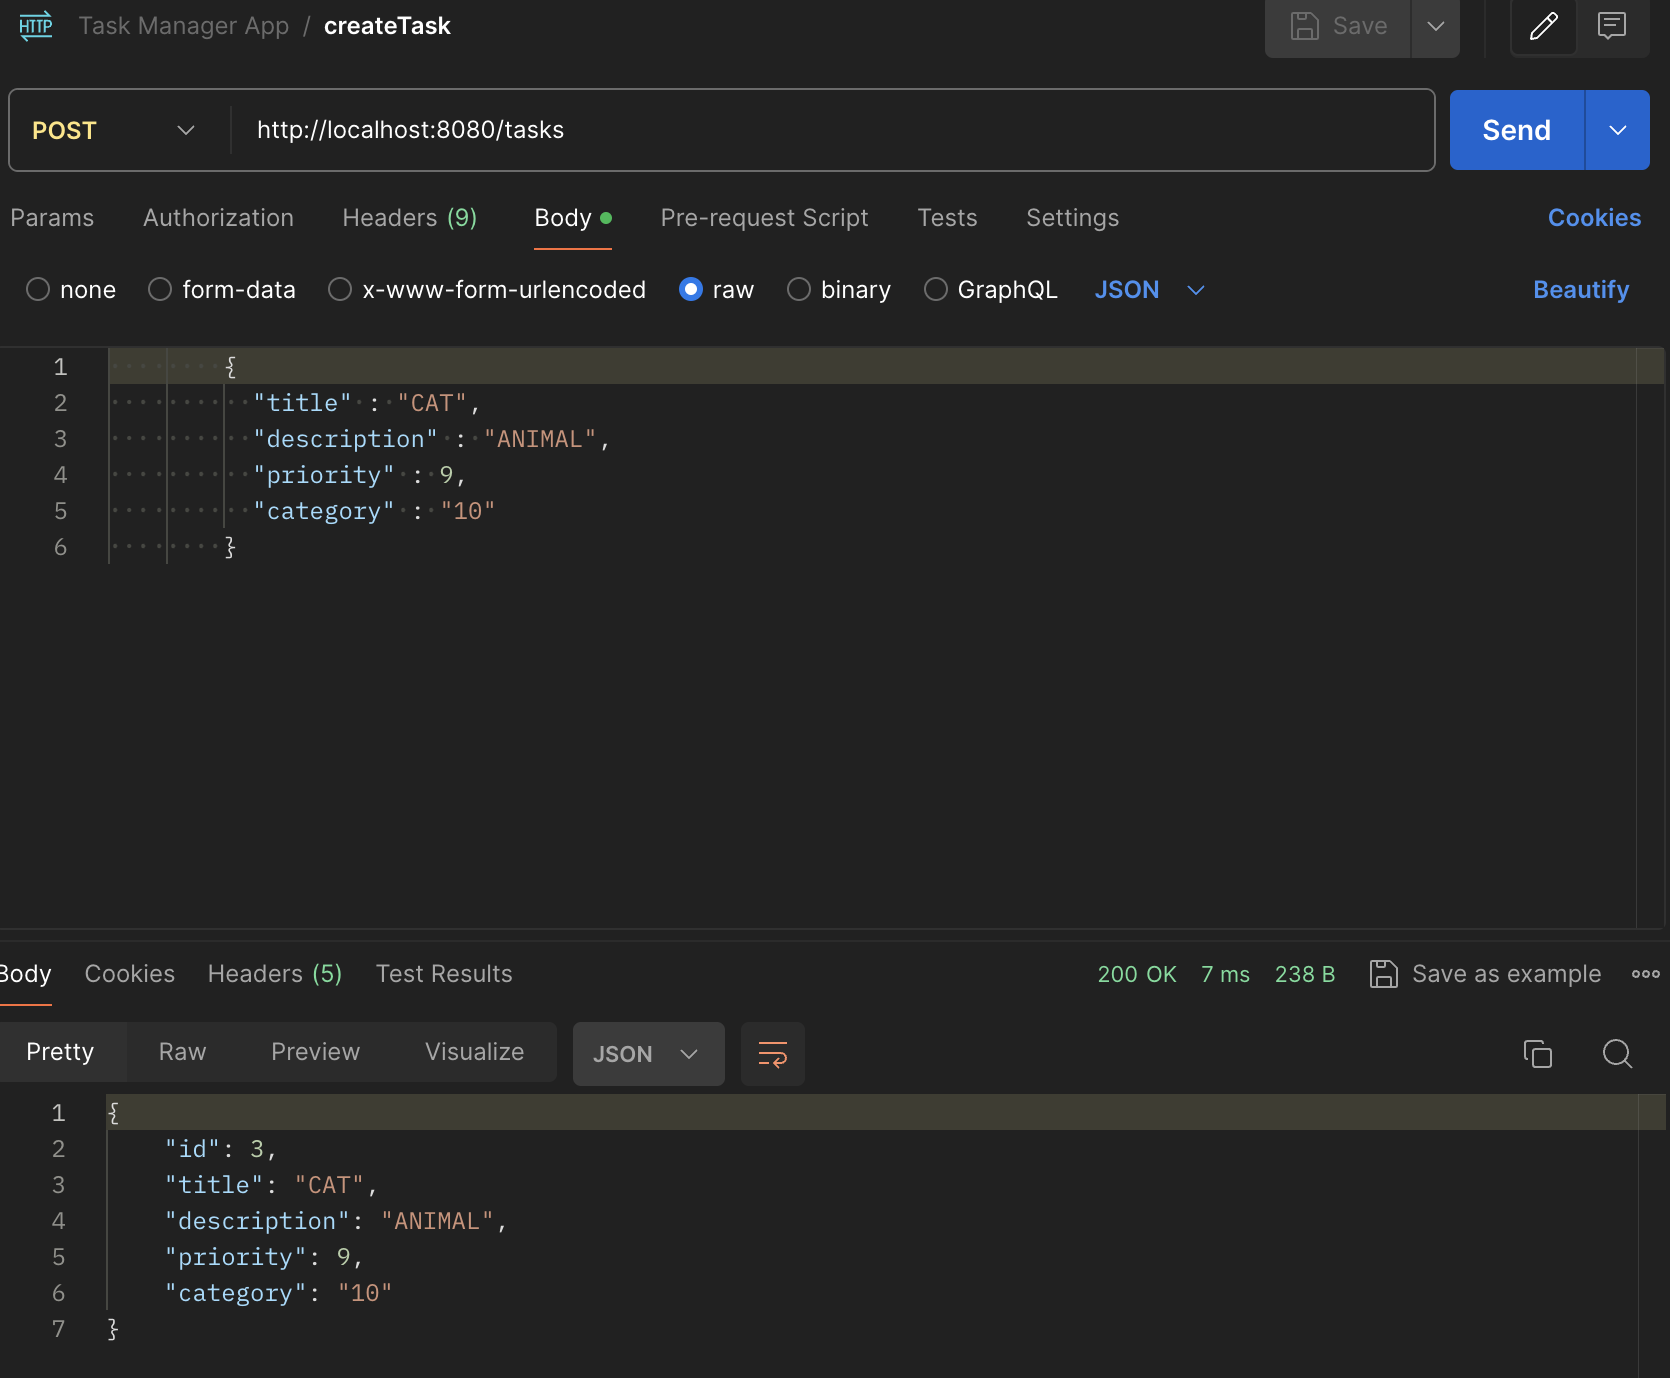 HTTP Task Manager App / createTask Save
POST http://localhost:8080/tasks Send
Params Authorization Headers (9) Body Pre-request Script Tests Settings Cookies
none form-data x-www-form-urlencoded raw binary GraphQL JSON Beautify
1 {
2 "title" : "CAT",
3 "description" : "ANIMAL",
4 "priority" : 9,
5 "category" : "10"
6 }
Body Cookies Headers (5) Test Results 200 OK 7 ms 238 B Save as example
Pretty Raw Preview Visualize JSON
1 {
2 "id": 3,
3 "title": "CAT",
4 "description": "ANIMAL",
5 "priority": 9,
6 "category": "10"
7 }